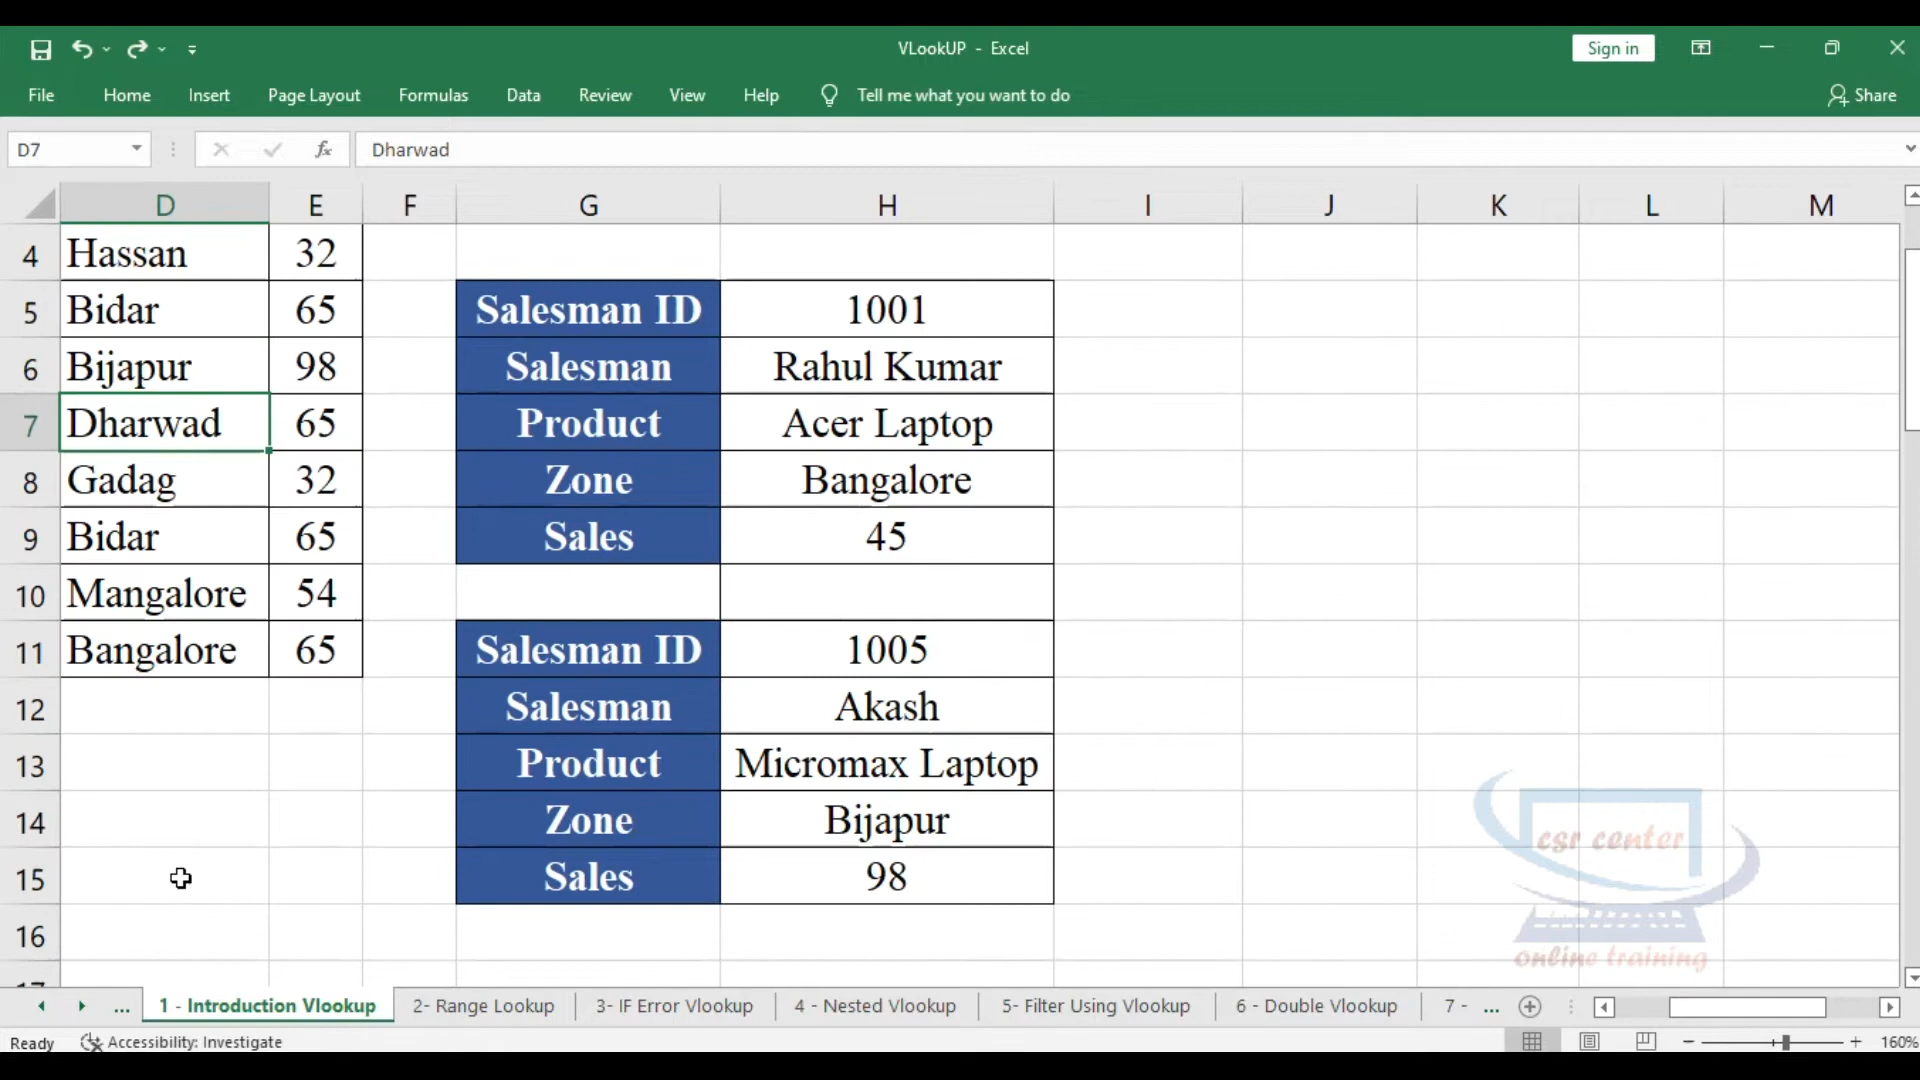 VLookUP - Excel
Sign in
File Home Insert Page Layout Formulas Data Review View Help Tell me what you want to do Share
D7 fx Dharwad
D E F G H I J K L M
4 Hassan 32
5 Bidar 65 Salesman ID 1001
6 Bijapur 98 Salesman Rahul Kumar
7 Dharwad 65 Product Acer Laptop
8 Gadag 32 Zone Bangalore
9 Bidar 65 Sales 45
10 Mangalore 54
11 Bangalore 65 Salesman ID 1005
12 Salesman Akash
13 Product Micromax Laptop
14 Zone Bijapur
15 Sales 98
16
17
csr center
online training
... 1 - Introduction Vlookup 2- Range Lookup 3- IF Error Vlookup 4 - Nested Vlookup 5- Filter Using Vlookup 6 - Double Vlookup 7 - ...
Ready Accessibility: Investigate 160%